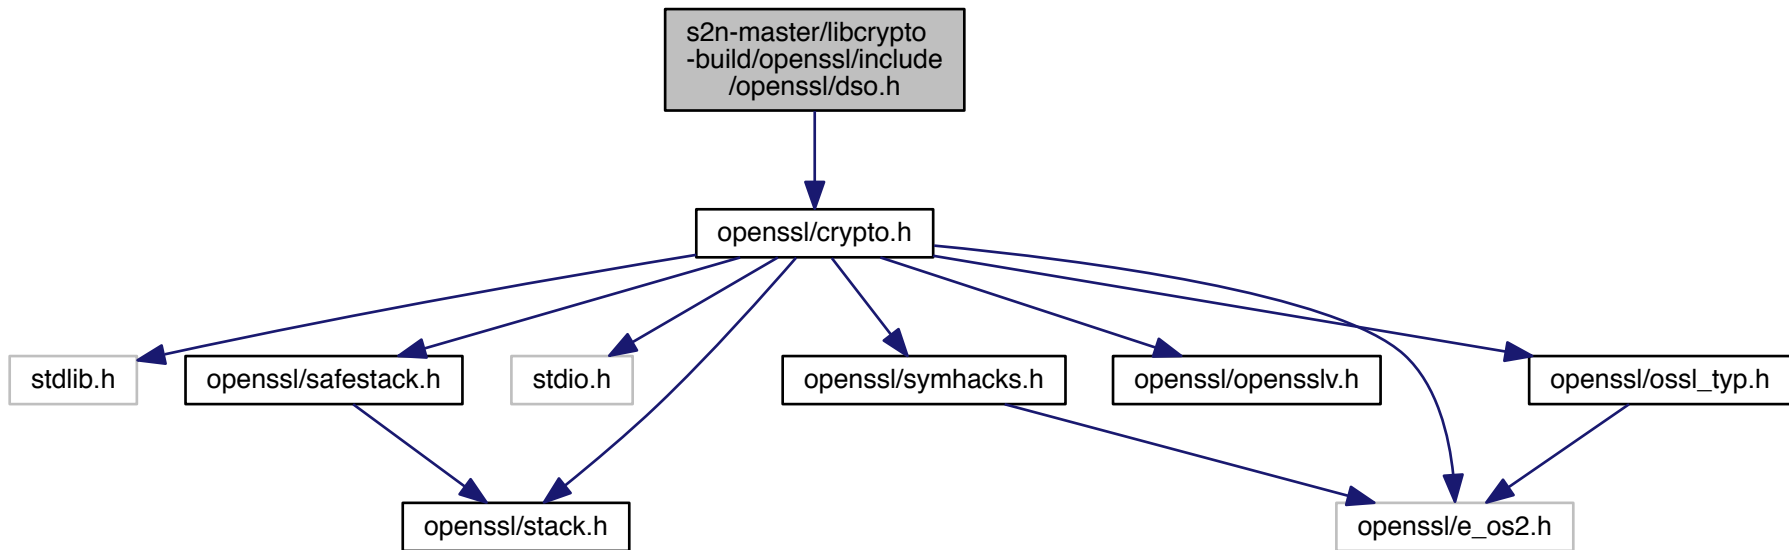 s2n-master/libcrypto
-build/openssl/include
/openssl/dso.h
openssl/crypto.h
stdlib.h
openssl/safestack.h
stdio.h
openssl/symhacks.h
openssl/opensslv.h
openssl/ossl_typ.h
openssl/stack.h
openssl/e_os2.h